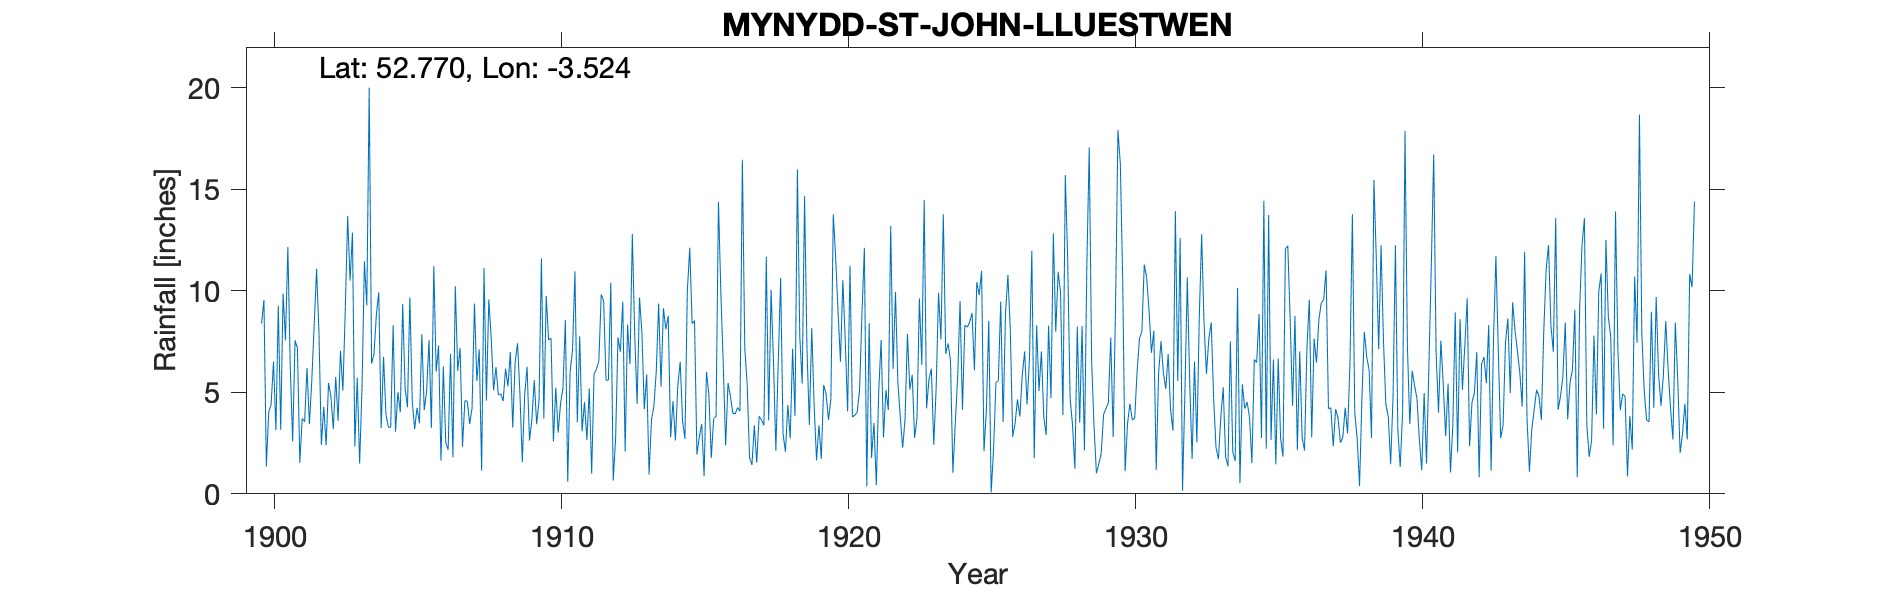 MYNYDD-ST-JOHN-LLUESTWEN
Lat: 52.770, Lon: -3.524
Rainfall [inches]
20
15
10
5
0
1900 1910 1920 1930 1940 1950
Year